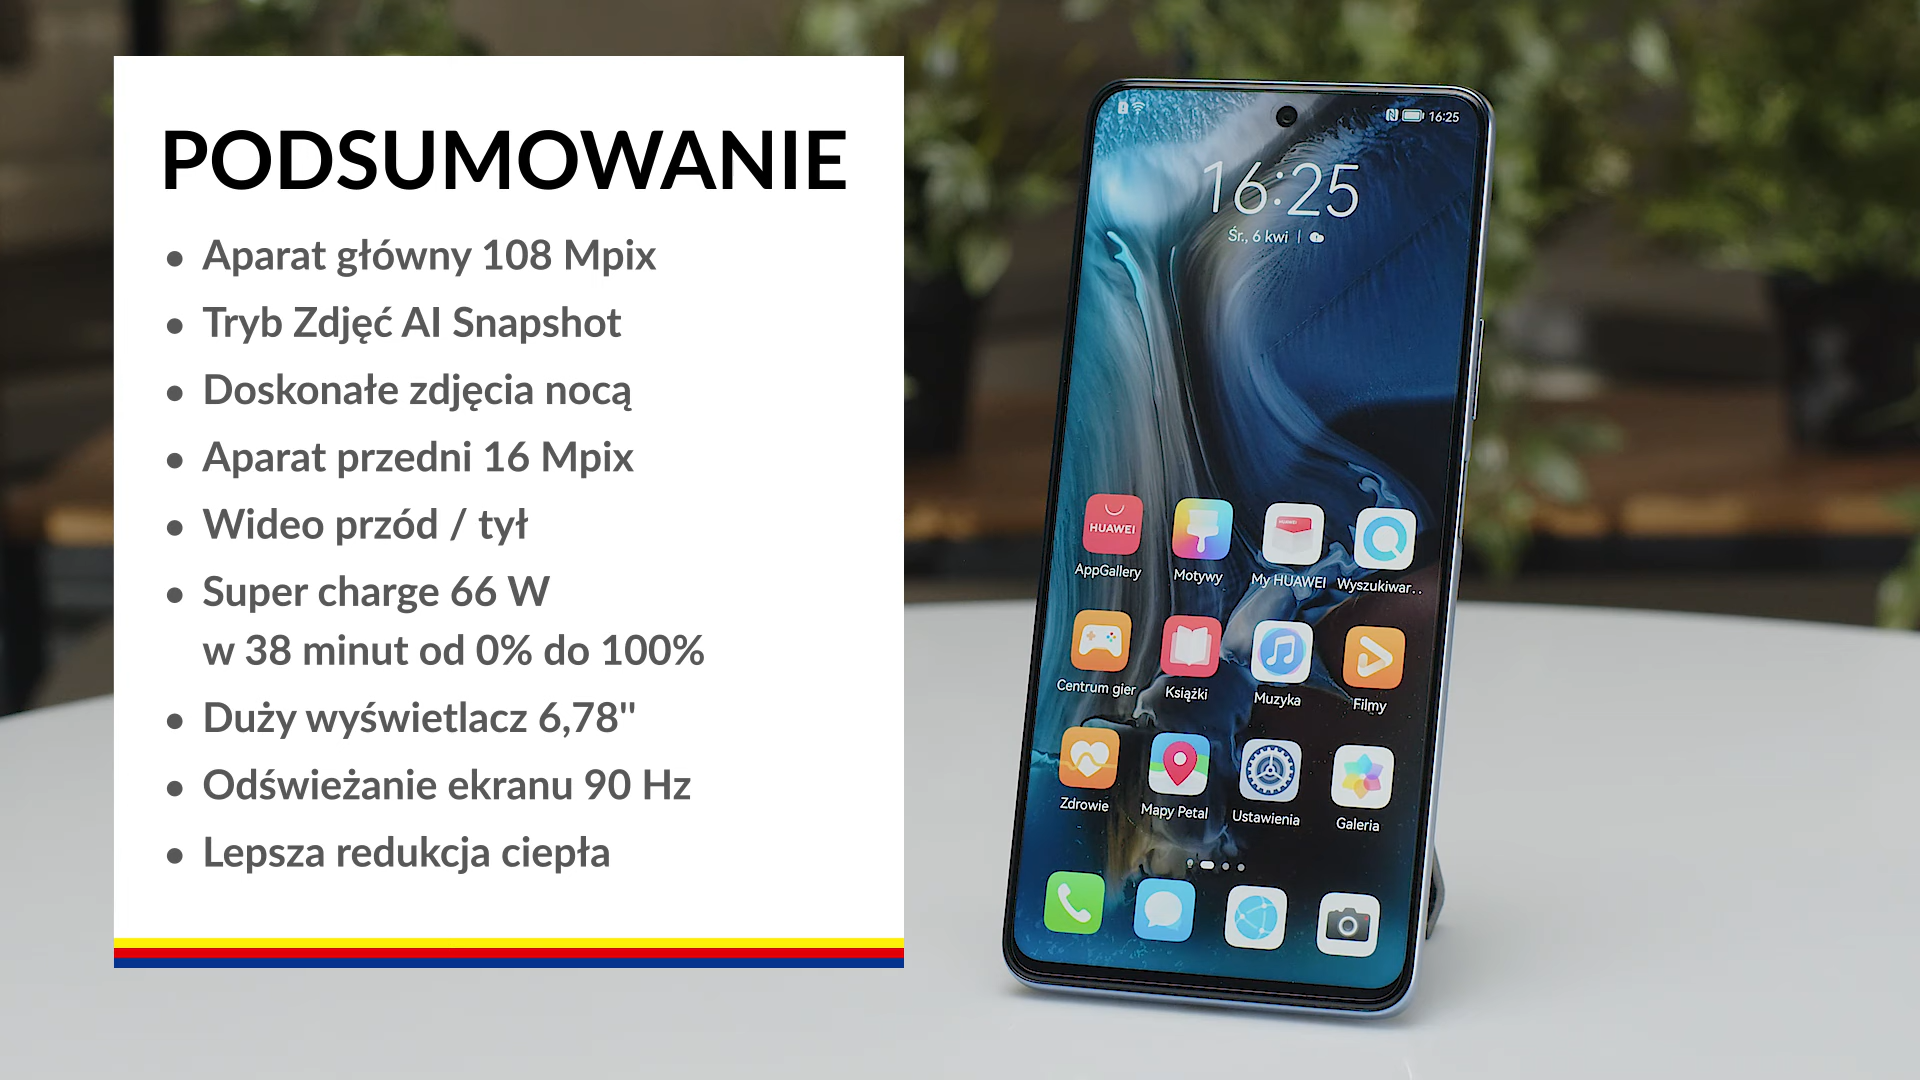 PODSUMOWANIE
• Aparat główny 108 Mpix
• Tryb Zdjęć AI Snapshot
• Doskonałe zdjęcia nocą
• Aparat przedni 16 Mpix
• Wideo przód / tył
• Super charge 66 W
w 38 minut od 0% do 100%
• Duży wyświetlacz 6,78"
• Odświeżanie ekranu 90 Hz
• Lepsza redukcja ciepła
16:25
16:25
Śr., 6 kwi |
HUAWEI
HUAWEI
AppGallery Motywy My HUAWEI Wyszukiwar..
Centrum gier Książki Muzyka Filmy
Zdrowie Mapy Petal Ustawienia Galeria